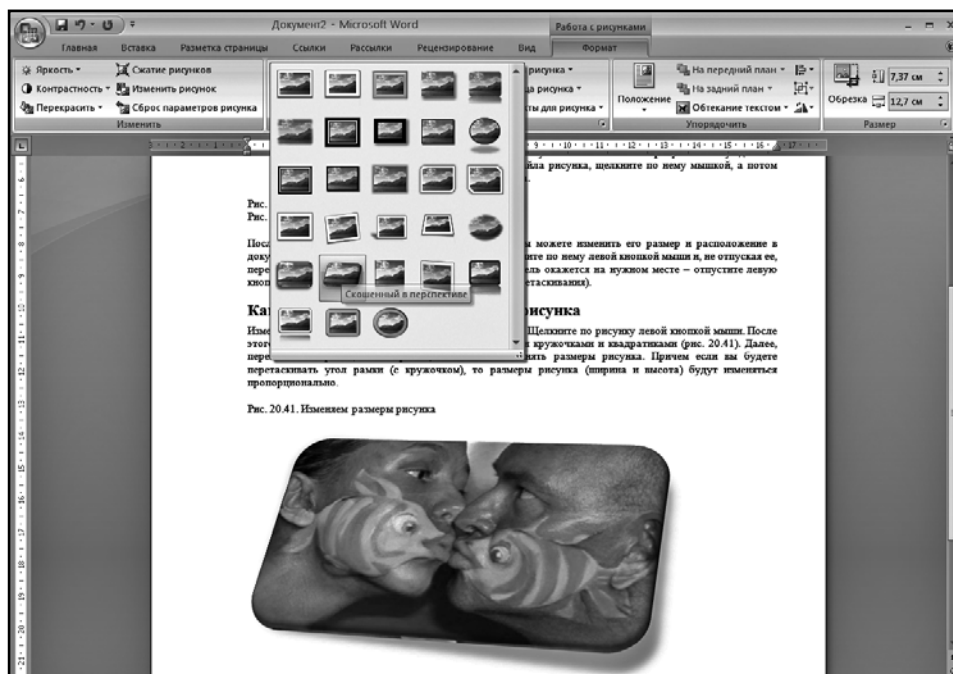 Документ2 - Microsoft Word
Работа с рисунками
Главная Вставка Разметка страницы Ссылки Рассылки Рецензирование Вид Формат
Яркость
Контрастность
Перекрасить
Сжатие рисунков
Изменить рисунок
Сброс параметров рисунка
Изменить
рисунка
да рисунка
ты для рисунка
Положение
На передний план
На задний план
Обтекание текстом
Упорядочить
Обрезка
7,37 см
12,7 см
Размер
Скошенный в перспективе
йла рисунка, щелкните по нему мышкой, а потом
Рис.
Рис.
Посл ы можете изменить его размер и расположение в
доку ите по нему левой кнопкой мыши и, не отпуская ее,
пере ель окажется на нужном месте – отпустите левую
кноп етаскивания).
Ка рисунка
Изме Щелкните по рисунку левой кнопкой мыши. После
этого и кружочками и квадратиками (рис. 20.41). Далее,
пере нять размеры рисунка. Причем если вы будете
перетаскивать угол рамки (с кружочком), то размеры рисунка (ширина и высота) будут изменяться
пропорционально.
Рис. 20.41. Изменяем размеры рисунка